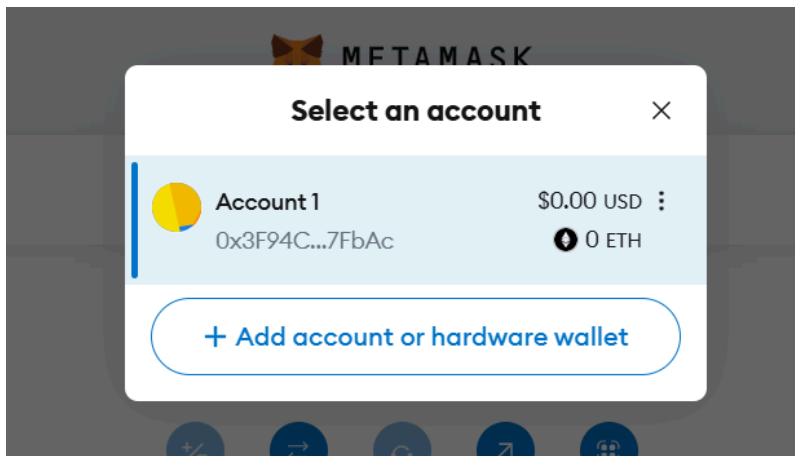 METAMASK
Select an account
Account 1
$0.00 USD
0x3F94C...7FbAc
0 ETH
+ Add account or hardware wallet